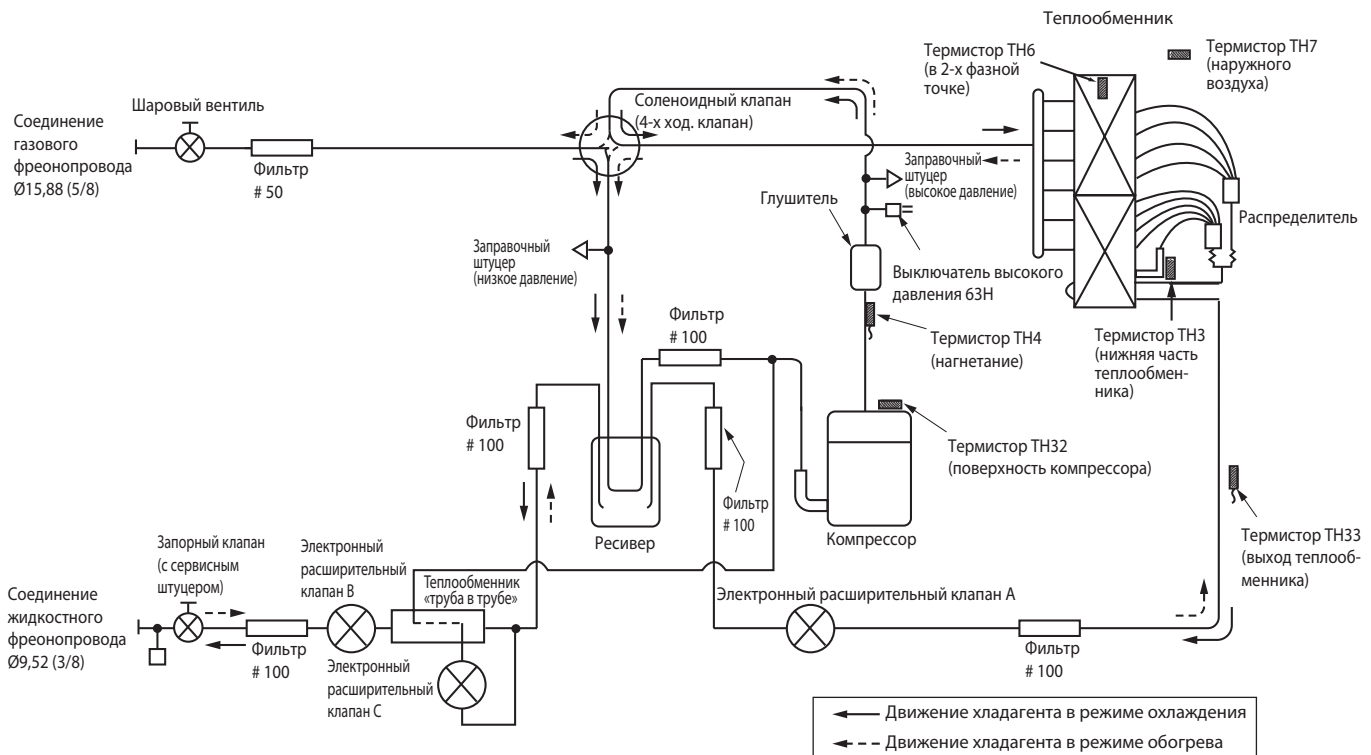 Теплообменник
Термистор TH6
(в 2-х фазной
точке)
Термистор TH7
(наружного
воздуха)
Шаровый вентиль
Соединение
газового
фреонопровода
Ø15,88 (5/8)
Фильтр
# 50
Соленоидный клапан
(4-х ход. клапан)
Заправочный
штуцер
(высокое давление)
Глушитель
Распределитель
Заправочный
штуцер
(низкое давление)
Выключатель высокого
давления 63H
Фильтр
# 100
Термистор TH4
(нагнетание)
Термистор TH3
(нижняя часть
теплообмен-
ника)
Фильтр
# 100
Термистор TH32
(поверхность компрессора)
Фильтр
# 100
Ресивер
Компрессор
Термистор TH33
(выход теплооб-
менника)
Запорный клапан
(с сервисным
штуцером)
Электронный
расширительный
клапан B
Теплообменник
«труба в трубе»
Электронный расширительный клапан A
Соединение
жидкостного
фреонопровода
Ø9,52 (3/8)
Фильтр
# 100
Электронный
расширительный
клапан C
Фильтр
# 100
Движение хладагента в режиме охлаждения
Движение хладагента в режиме обогрева